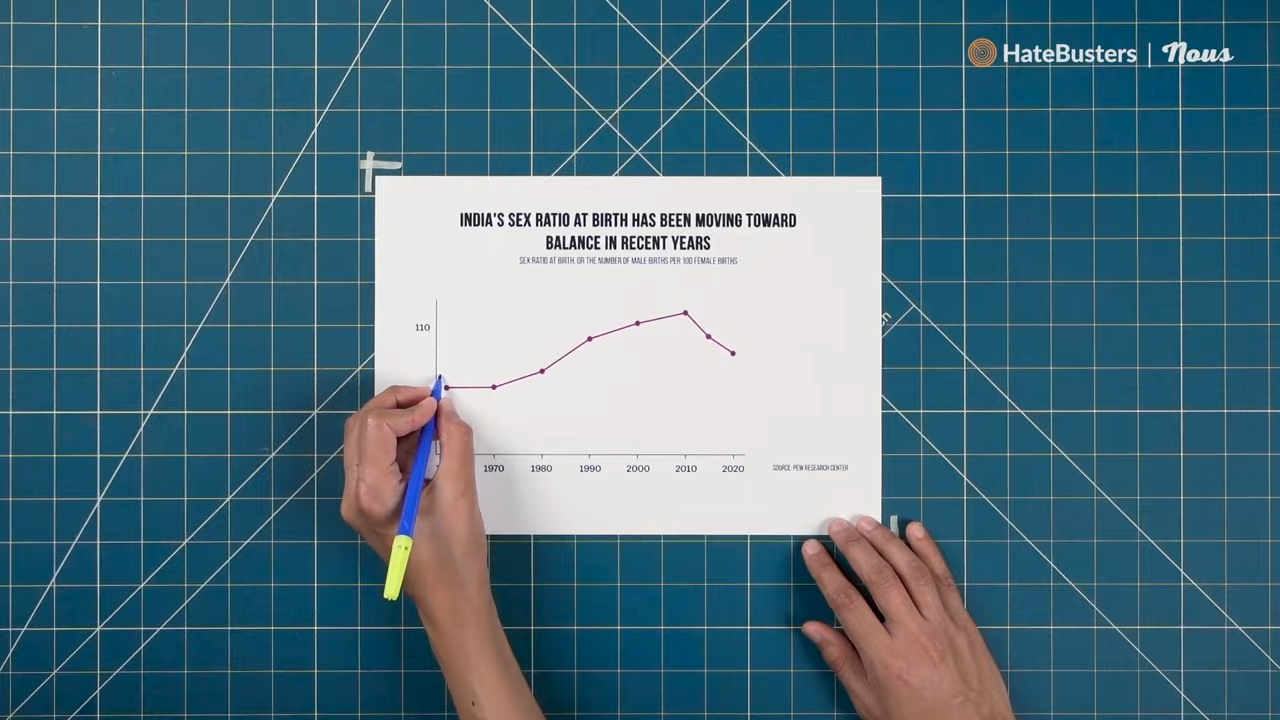 HateBusters | Nous
INDIA'S SEX RATIO AT BIRTH HAS BEEN MOVING TOWARD
BALANCE IN RECENT YEARS
SEX RATIO AT BIRTH, OR THE NUMBER OF MALE BIRTHS PER 100 FEMALE BIRTHS
110
1970 1980 1990 2000 2010 2020
SOURCE: PEW RESEARCH CENTER